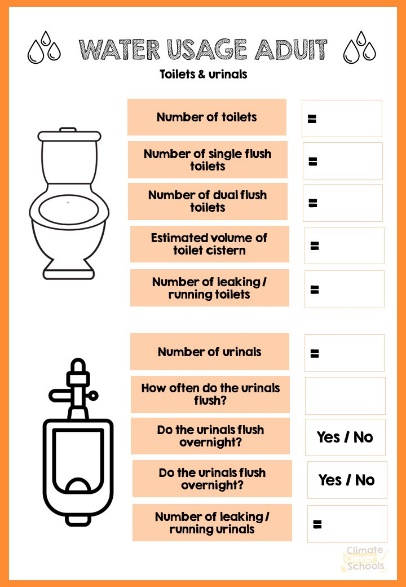 WATER USAGE ADUIT
Toilets & urinals
Number of toilets
=
Number of single flush
toilets
=
Number of dual flush
toilets
=
Estimated volume of
toilet cistern
=
Number of leaking/
running toilets
=
Number of urinals
=
How often do the urinals
flush?
Do the urinals flush
overnight?
Yes / No
Do the urinals flush
overnight?
Yes / No
Number of leaking/
running urinals
=
Climate
Schools